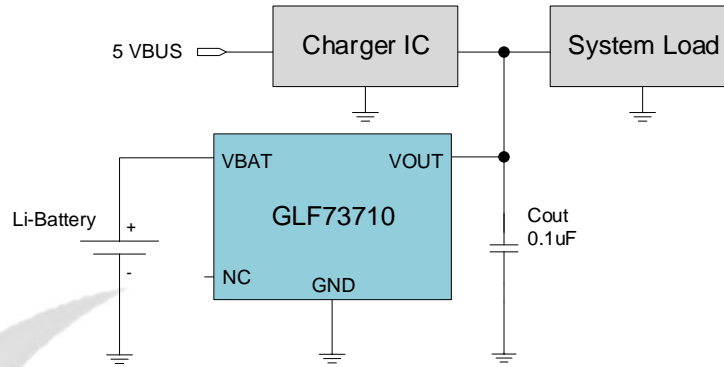 5 VBUS
Charger IC
System Load
VBAT
VOUT
GLF73710
Li-Battery
+
-
NC
GND
Cout
0.1uF